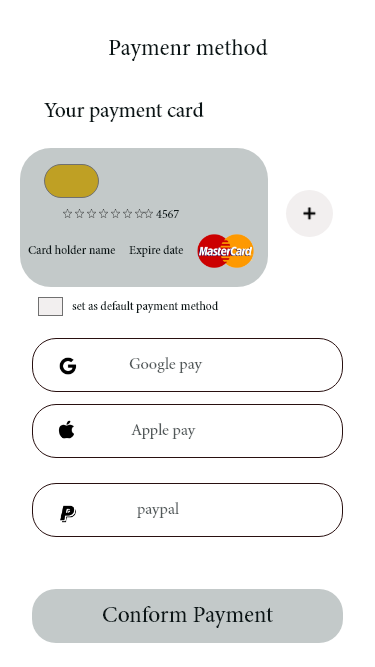 Paymenr method
Your payment card
☆☆☆☆☆☆☆☆☆ 4567
Card holder name Expire date MasterCard
set as default payment method
Google pay
Apple pay
paypal
Conform Payment